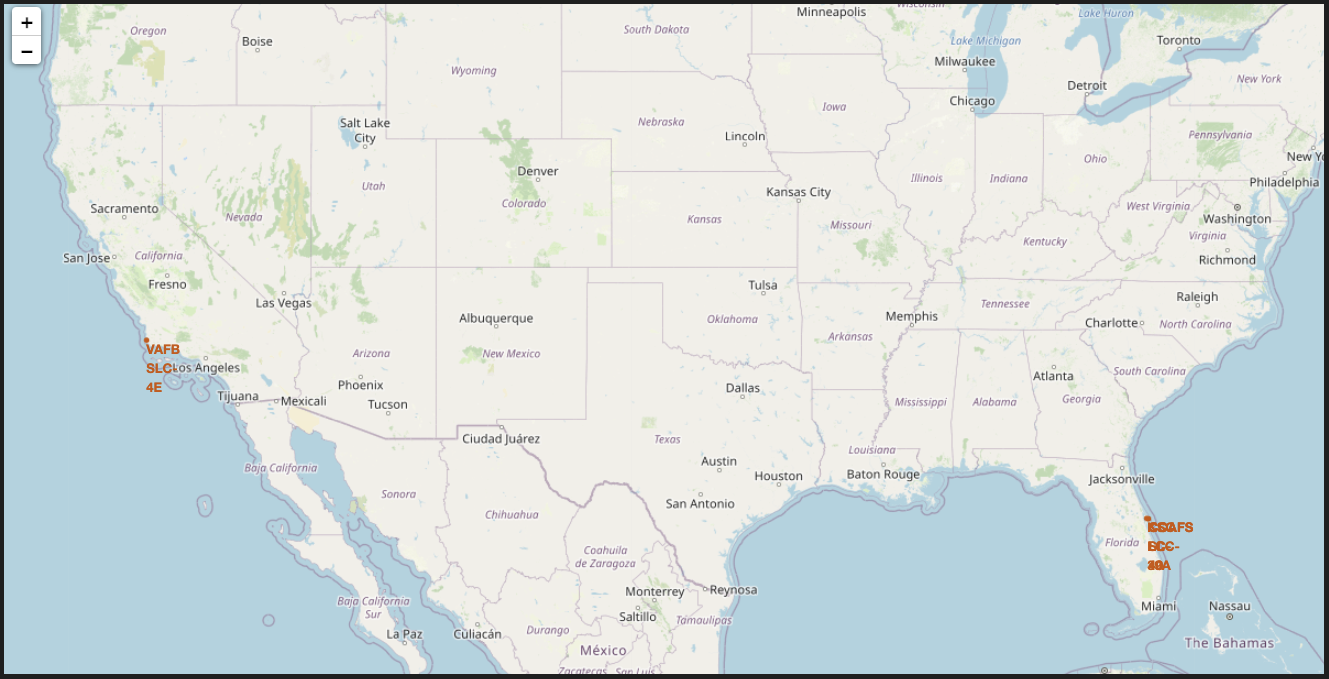 +
−
Minneapolis
Wisconsin
Lake Huron
Oregon
South Dakota
Boise
Lake Michigan
Toronto
Milwaukee
Wyoming
Detroit
New York
Chicago
Iowa
Nebraska
Salt Lake
City
Lincoln
Pennsylvania
Ohio
New Yo
Denver
Illinois
Indiana
Philadelphia
Utah
Kansas City
Colorado
West Virginia
Sacramento
Nevada
Kansas
Missouri
Washington
Virginia
Kentucky
San Jose
California
Richmond
Fresno
Tulsa
Las Vegas
Raleigh
Tennessee
Albuquerque
Oklahoma
Memphis
Charlotte
North Carolina
Arkansas
VAFB
SLC-
4E
Los Angeles
Arizona
New Mexico
Phoenix
Atlanta
South Carolina
Dallas
Tijuana
Mexicali
Tucson
Mississippi
Alabama
Georgia
Ciudad Juárez
Texas
Louisiana
Baja California
Austin
Houston
Baton Rouge
Jacksonville
Sonora
San Antonio
Chihuahua
Florida
Coahuila
de Zaragoza
Monterrey
Reynosa
Baja California
Sur
Saltillo
Tamaulipas
Miami
Nassau
La Paz
Culiacán
Durango
México
The Bahamas
Zacatecas
San Luis